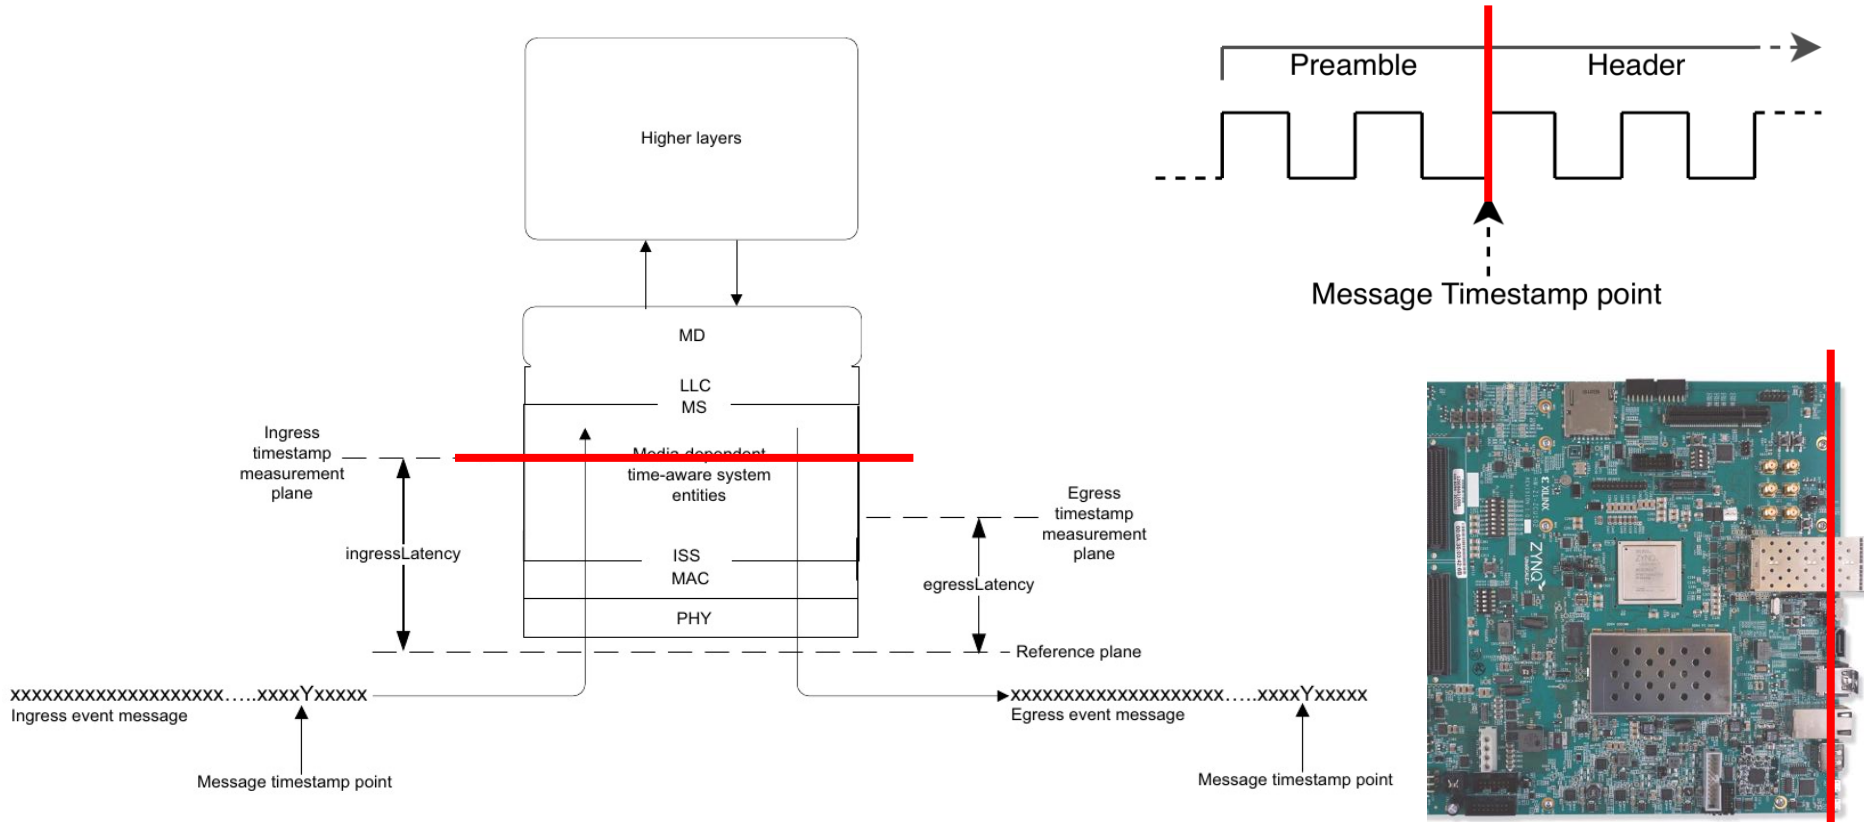 Higher layers
MD
LLC
MS
Media-dependent
time-aware system
entities
ISS
MAC
PHY
Ingress
timestamp
measurement
plane
ingressLatency
Egress
timestamp
measurement
plane
egressLatency
Reference plane
xxxxxxxxxxxxxxxxxxxx…..xxxxYxxxxx
Ingress event message
Message timestamp point
xxxxxxxxxxxxxxxxxxxx…..xxxxYxxxxx
Egress event message
Message timestamp point
Preamble
Header
Message Timestamp point
XILINX
ZYNQ
ZYNQ